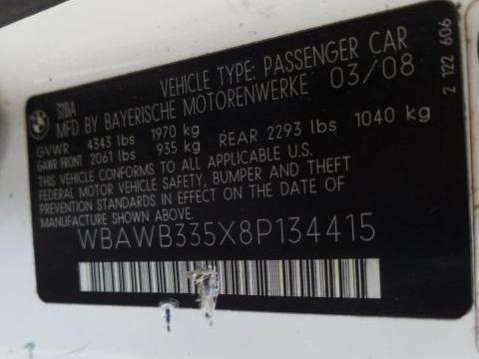 BMW
VEHICLE TYPE: PASSENGER CAR
MFD BY BAYERISCHE MOTORENWERKE 03/08
GVWR 4343 lbs 1970 kg
GAWR FRONT 2061 lbs 935 kg REAR 2293 lbs 1040 kg
THIS VEHICLE CONFORMS TO ALL APPLICABLE U.S.
FEDERAL MOTOR VEHICLE SAFETY, BUMPER AND THEFT
PREVENTION STANDARDS IN EFFECT ON THE DATE OF
MANUFACTURE SHOWN ABOVE.
WBAWB335X8P134415
2 122 606